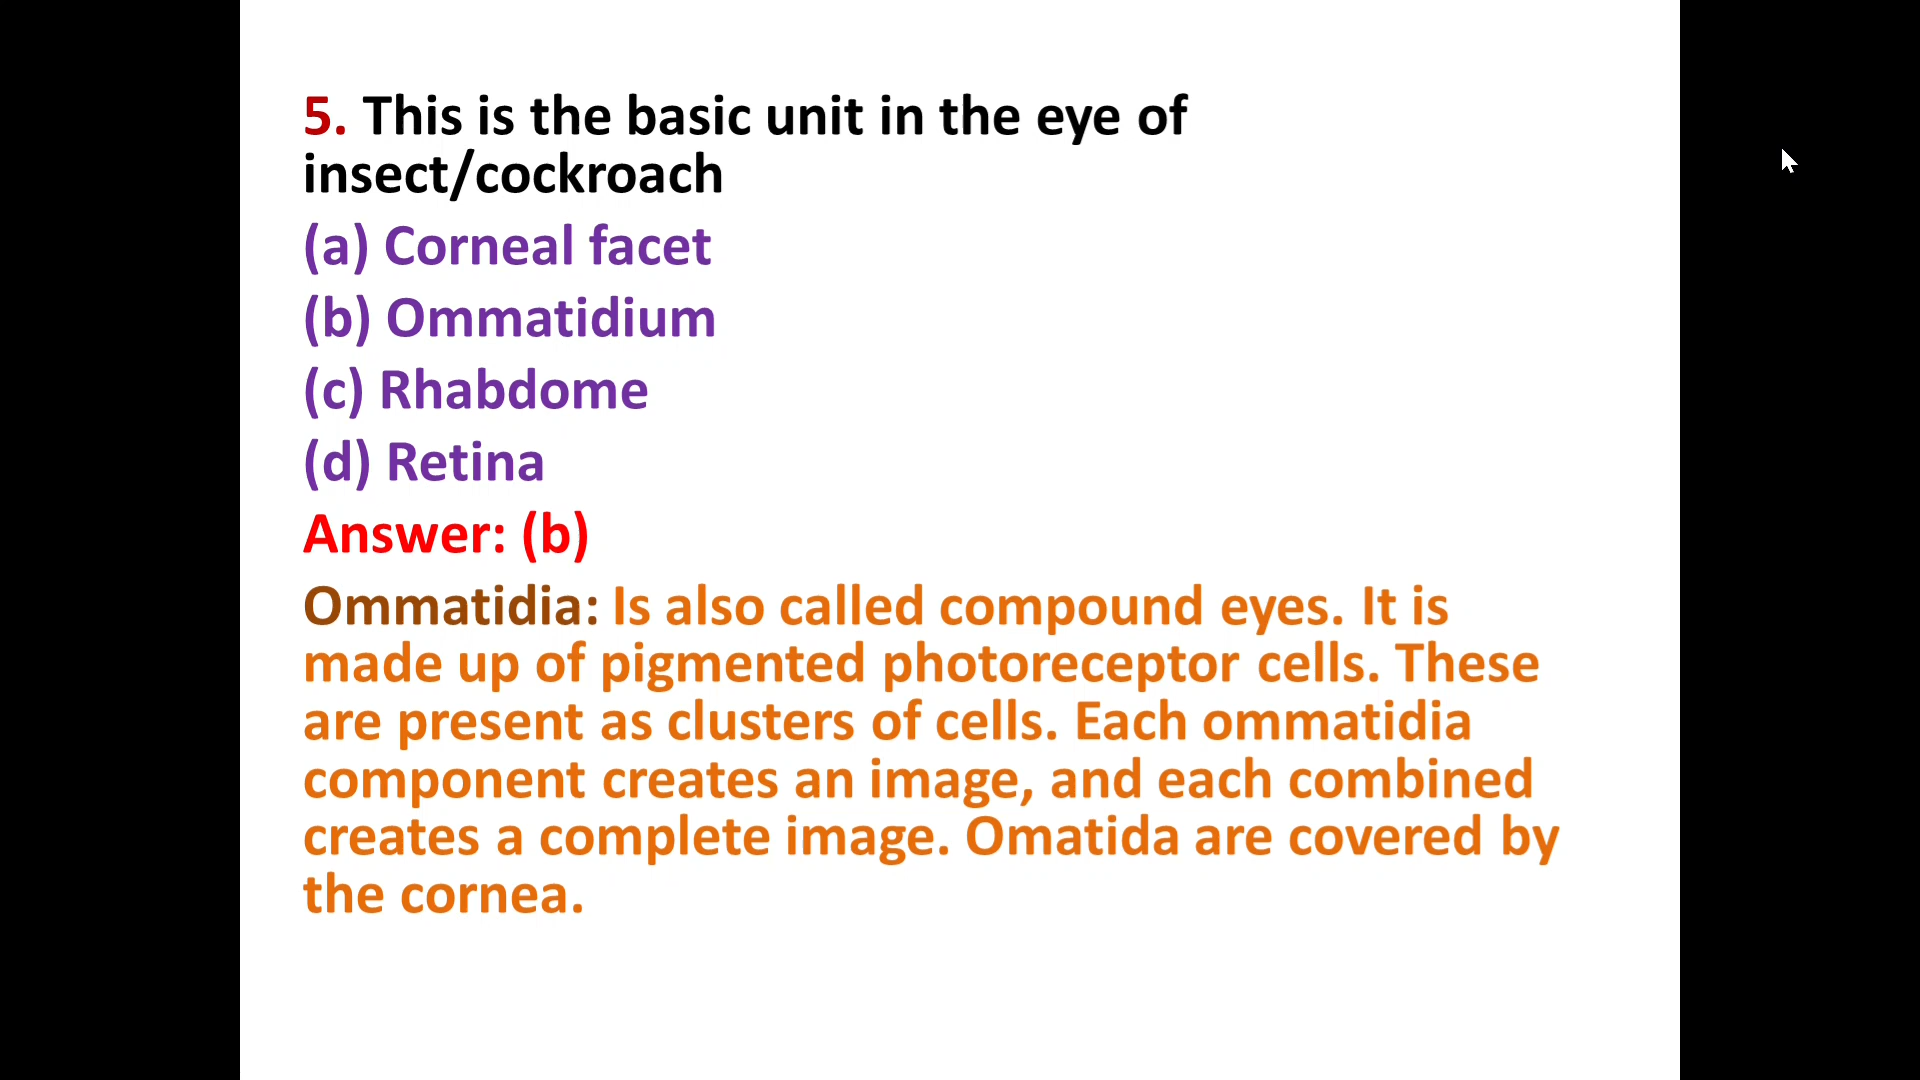 5. This is the basic unit in the eye of
insect/cockroach
(a) Corneal facet
(b) Ommatidium
(c) Rhabdome
(d) Retina
Answer: (b)
Ommatidia: Is also called compound eyes. It is
made up of pigmented photoreceptor cells. These
are present as clusters of cells. Each ommatidia
component creates an image, and each combined
creates a complete image. Omatida are covered by
the cornea.